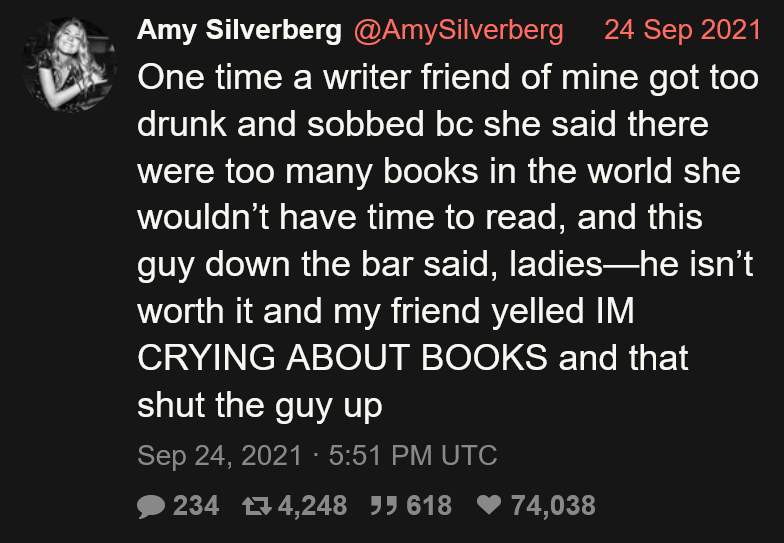 Amy Silverberg @AmySilverberg 24 Sep 2021
One time a writer friend of mine got too
drunk and sobbed bc she said there
were too many books in the world she
wouldn’t have time to read, and this
guy down the bar said, ladies—he isn’t
worth it and my friend yelled IM
CRYING ABOUT BOOKS and that
shut the guy up
Sep 24, 2021 · 5:51 PM UTC
234 4,248 618 74,038